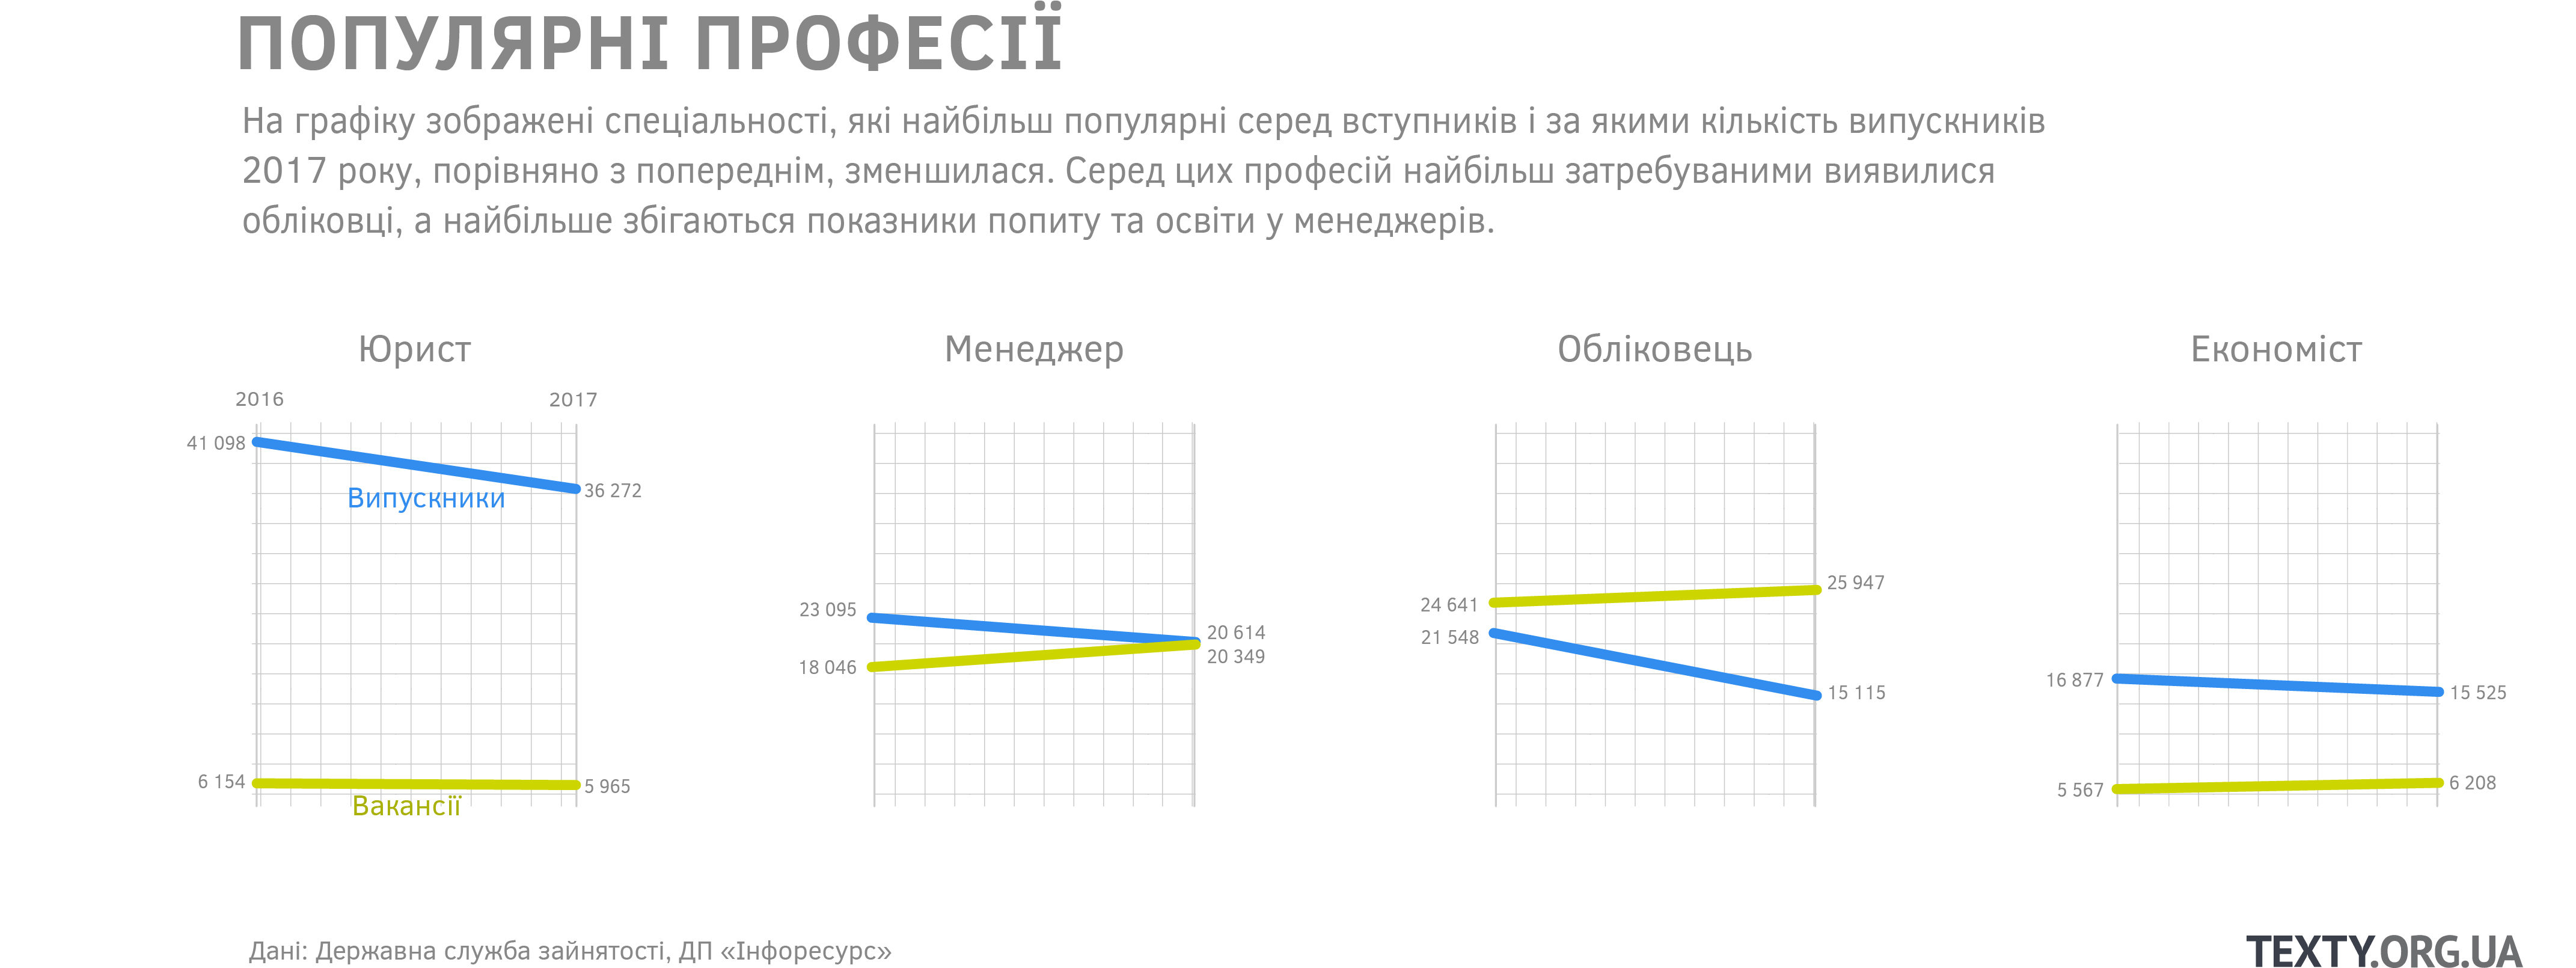 ПОПУЛЯРНІ ПРОФЕСІЇ
На графіку зображені спеціальності, які найбільш популярні серед вступників і за якими кількість випускників
2017 року, порівняно з попереднім, зменшилася. Серед цих професій найбільш затребуваними виявилися
обліковці, а найбільше збігаються показники попиту та освіти у менеджерів.
Юрист
2016
2017
41 098
36 272
Випускники
6 154
5 965
Вакансії
Менеджер
23 095
20 614
18 046
20 349
Обліковець
24 641
25 947
21 548
15 115
Економіст
16 877
15 525
5 567
6 208
Дані: Державна служба зайнятості, ДП «Інфоресурс»
TEXTY.ORG.UA